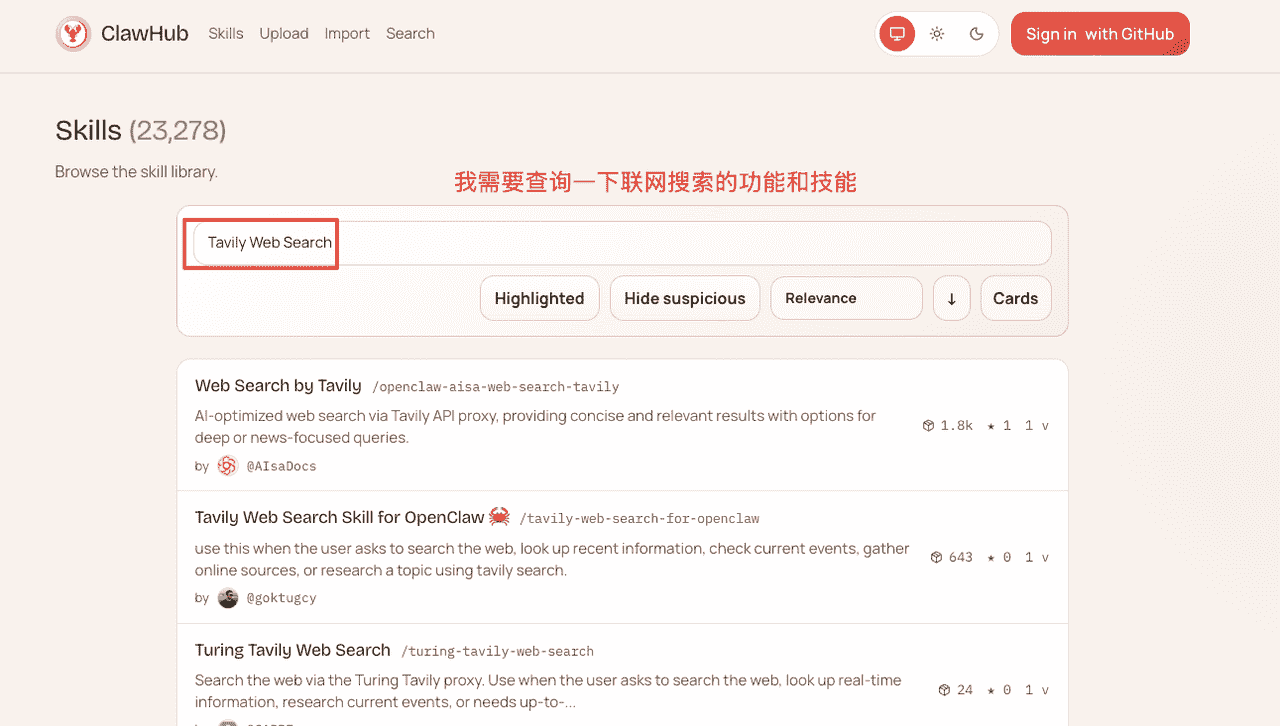 ClawHub Skills Upload Import Search Sign in with GitHub
Skills (23,278)
Browse the skill library.
我需要查询一下联网搜索的功能和技能
Tavily Web Search
Highlighted Hide suspicious Relevance ↓ Cards
Web Search by Tavily /openclaw-aisa-web-search-tavily
AI-optimized web search via Tavily API proxy, providing concise and relevant results with options for
deep or news-focused queries.
1.8k ★ 1 1 v
by @AIsaDocs
Tavily Web Search Skill for OpenClaw 🦀 /tavily-web-search-for-openclaw
use this when the user asks to search the web, look up recent information, check current events, gather
online sources, or research a topic using tavily search.
643 ★ 0 1 v
by @goktugcy
Turing Tavily Web Search /turing-tavily-web-search
Search the web via the Turing Tavily proxy. Use when the user asks to search the web, look up real-time
information, research current events, or needs up-to-...
24 ★ 0 1 v